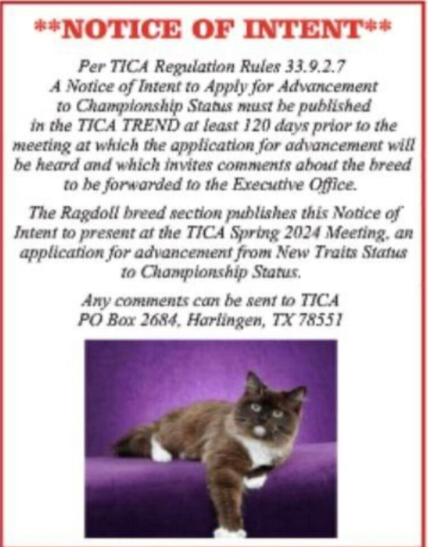 **NOTICE OF INTENT**
Per TICA Regulation Rules 33.9.2.7
A Notice of Intent to Apply for Advancement
to Championship Status must be published
in the TICA TREND at least 120 days prior to the
meeting at which the application for advancement will
be heard and which invites comments about the breed
to be forwarded to the Executive Office.
The Ragdoll breed section publishes this Notice of
Intent to present at the TICA Spring 2024 Meeting, an
application for advancement from New Traits Status
to Championship Status.
Any comments can be sent to TICA
PO Box 2684, Harlingen, TX 78551